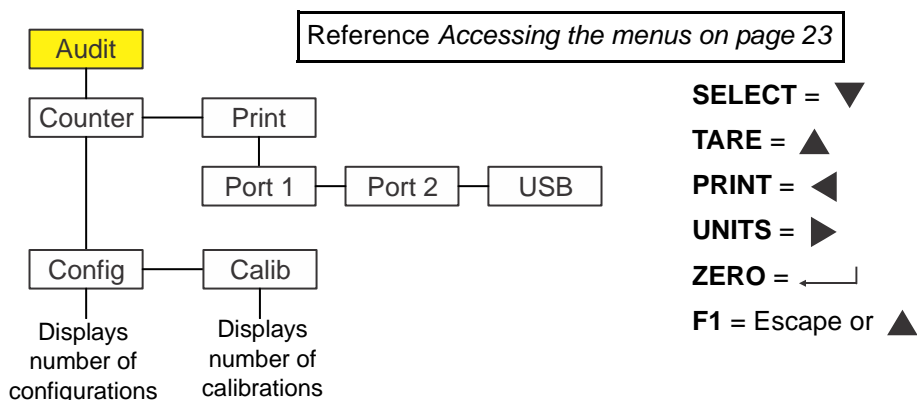 Audit
Reference Accessing the menus on page 23
Counter
Print
Port 1
Port 2
USB
Config
Calib
Displays
number of
configurations
Displays
number of
calibrations
SELECT = ▼
TARE = ▲
PRINT = ◀
UNITS = ▶
ZERO = ↵
F1 = Escape or ▲